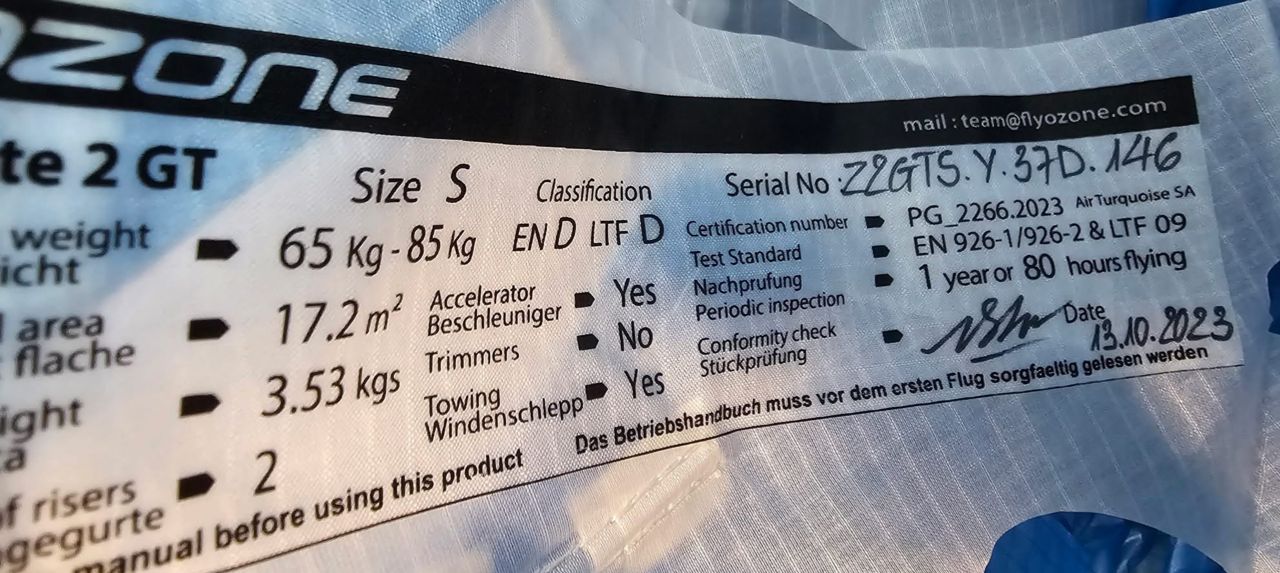 OZONE
mail : team@flyozone.com
te 2 GT
Size S
Classification
Serial No Z2GTS.Y.37D.146
weight
icht
65 Kg - 85 Kg
EN D LTF D
Certification number PG_2266.2023 Air Turquoise SA
Test Standard EN 926-1/926-2 & LTF 09
Nachprufung
Periodic inspection
1 year or 80 hours flying
area
flache
17.2 m²
Accelerator
Beschleuniger
Yes
Trimmers No
Conformity check
Stückprüfung
Date
13.10.2023
ight
3.53 kgs
Towing
Windenschlepp
Yes
f risers
gegurte
2
manual before using this product
Das Betriebshandbuch muss vor dem ersten Flug sorgfaeltig gelesen werden